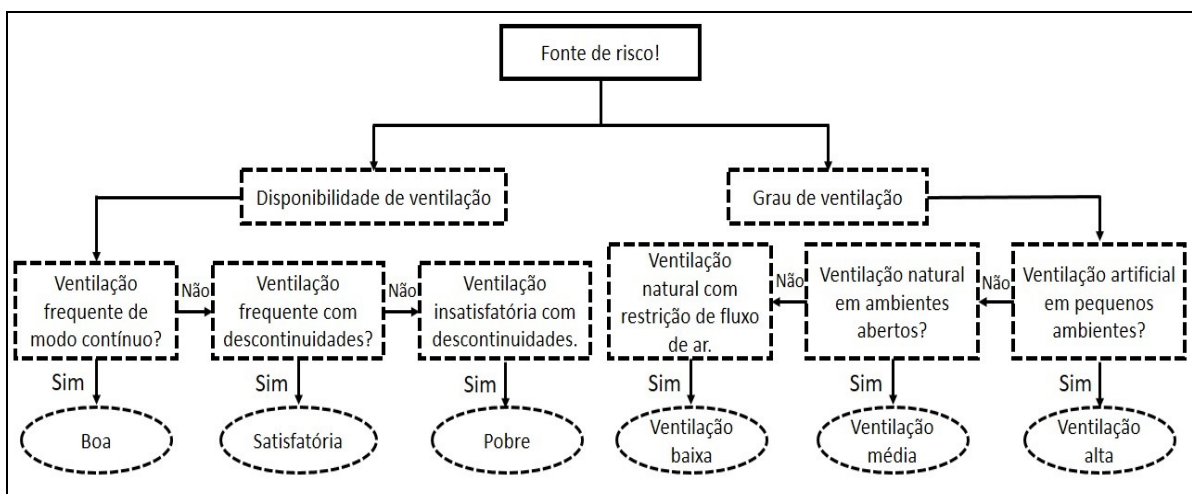 Fonte de risco!
Disponibilidade de ventilação
Grau de ventilação
Ventilação
frequente de
modo contínuo?
Não
Ventilação
frequente com
descontinuidades?
Não
Ventilação
insatisfatória com
descontinuidades.
Ventilação
natural com
restrição de fluxo
de ar.
Não
Ventilação natural
em ambientes
abertos?
Não
Ventilação artificial
em pequenos
ambientes?
Sim
Sim
Sim
Sim
Sim
Sim
Boa
Satisfatória
Pobre
Ventilação
baixa
Ventilação
média
Ventilação
alta